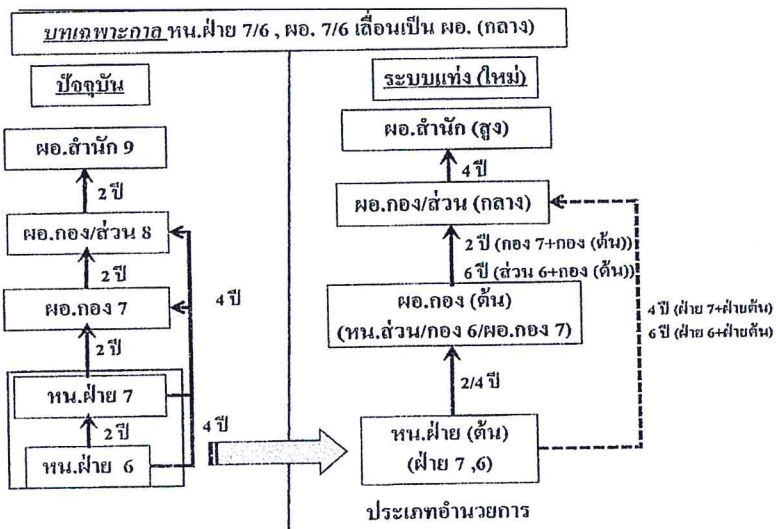 บทเฉพาะกาล หน.ฝ่าย 7/6 , ผอ. 7/6 เลื่อนเป็น ผอ. (กลาง)
ปัจจุบัน
ผอ.สำนัก 9
2 ปี
ผอ.กอง/ส่วน 8
2 ปี
4 ปี
ผอ.กอง 7
2 ปี
หน.ฝ่าย 7
2 ปี
4 ปี
หน.ฝ่าย 6
ระบบแท่ง (ใหม่)
ผอ.สำนัก (สูง)
4 ปี
ผอ.กอง/ส่วน (กลาง)
2 ปี (กอง 7+กอง (ต้น))
6 ปี (ส่วน 6+กอง (ต้น))
ผอ.กอง (ต้น)
(หน.ส่วน/กอง 6/ผอ.กอง 7)
4 ปี (ฝ่าย 7+ฝ่ายต้น)
6 ปี (ฝ่าย 6+ฝ่ายต้น)
2/4 ปี
หน.ฝ่าย (ต้น)
(ฝ่าย 7 ,6)
ประเภทอำนวยการ